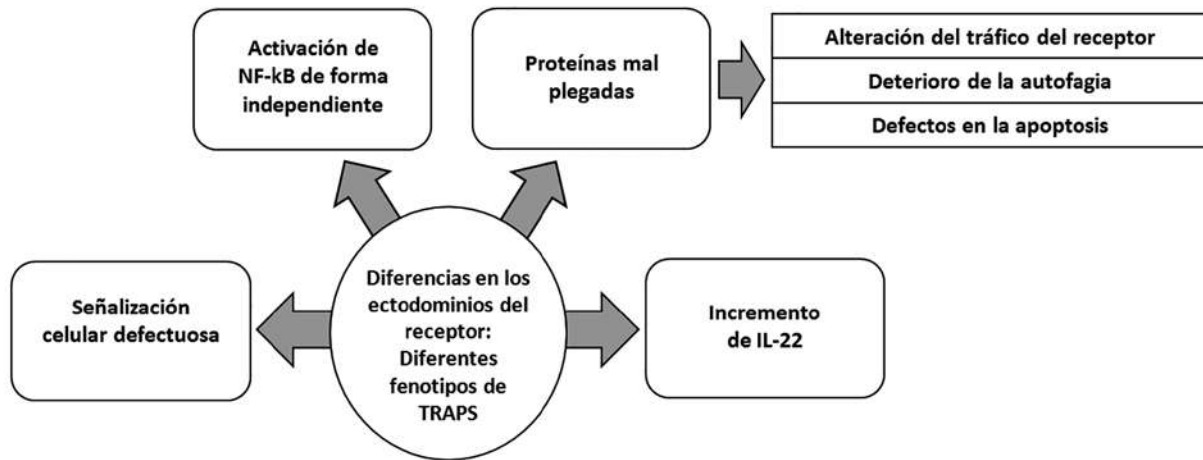 Activación de
NF-kB de forma
independiente
Proteínas mal
plegadas
Alteración del tráfico del receptor
Deterioro de la autofagia
Defectos en la apoptosis
Señalización
celular defectuosa
Diferencias en los
ectodominios del
receptor:
Diferentes
fenotipos de
TRAPS
Incremento
de IL-22